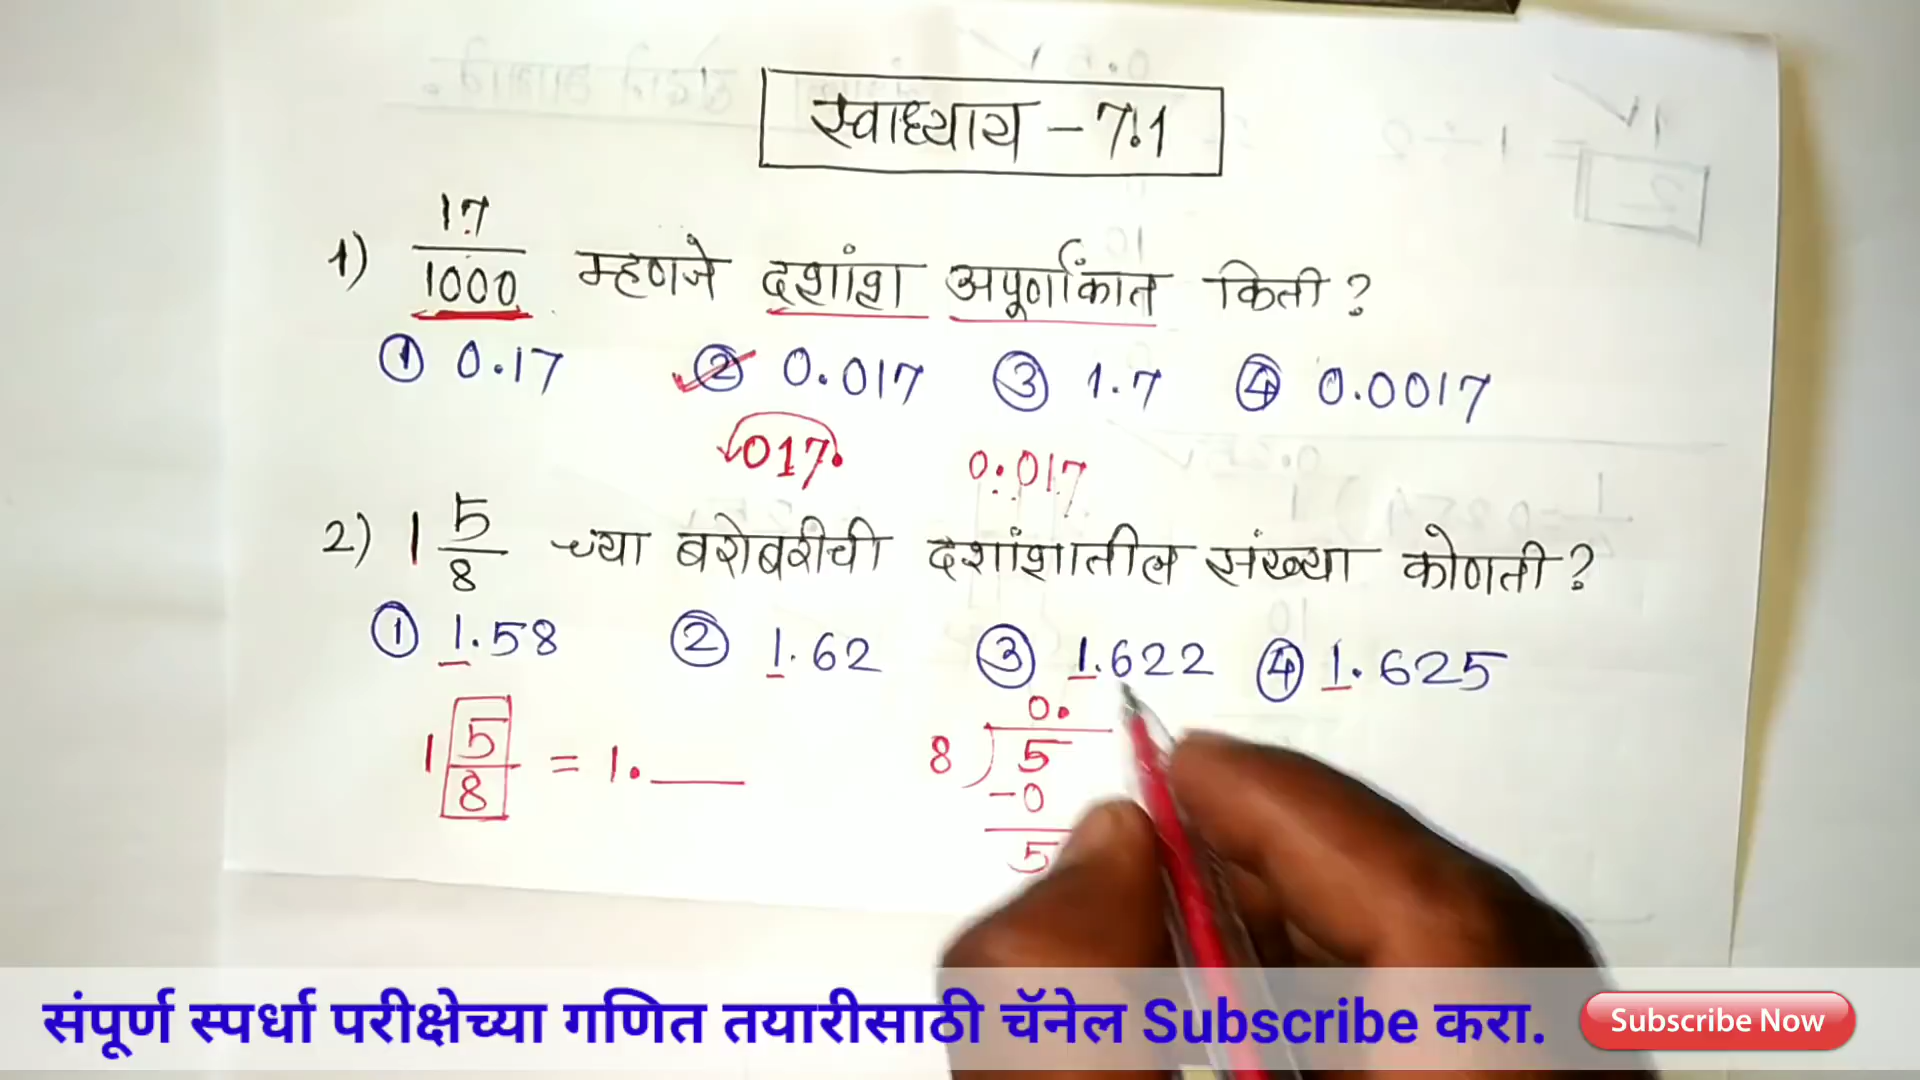 स्वाध्याय - 7.1
1) 17/1000 म्हणजे दशांश अपूर्णांकात किती ?
① 0.17 ② 0.017 ③ 1.7 ④ 0.0017
017. 0.017
2) 1 5/8 च्या बरोबरीची दशांशातील संख्या कोणती ?
① 1.58 ② 1.62 ③ 1.622 ④ 1.625
1 5/8 = 1.___
0.
8 ) 5
- 0
5
संपूर्ण स्पर्धा परीक्षेच्या गणित तयारीसाठी चॅनेल Subscribe करा.
Subscribe Now